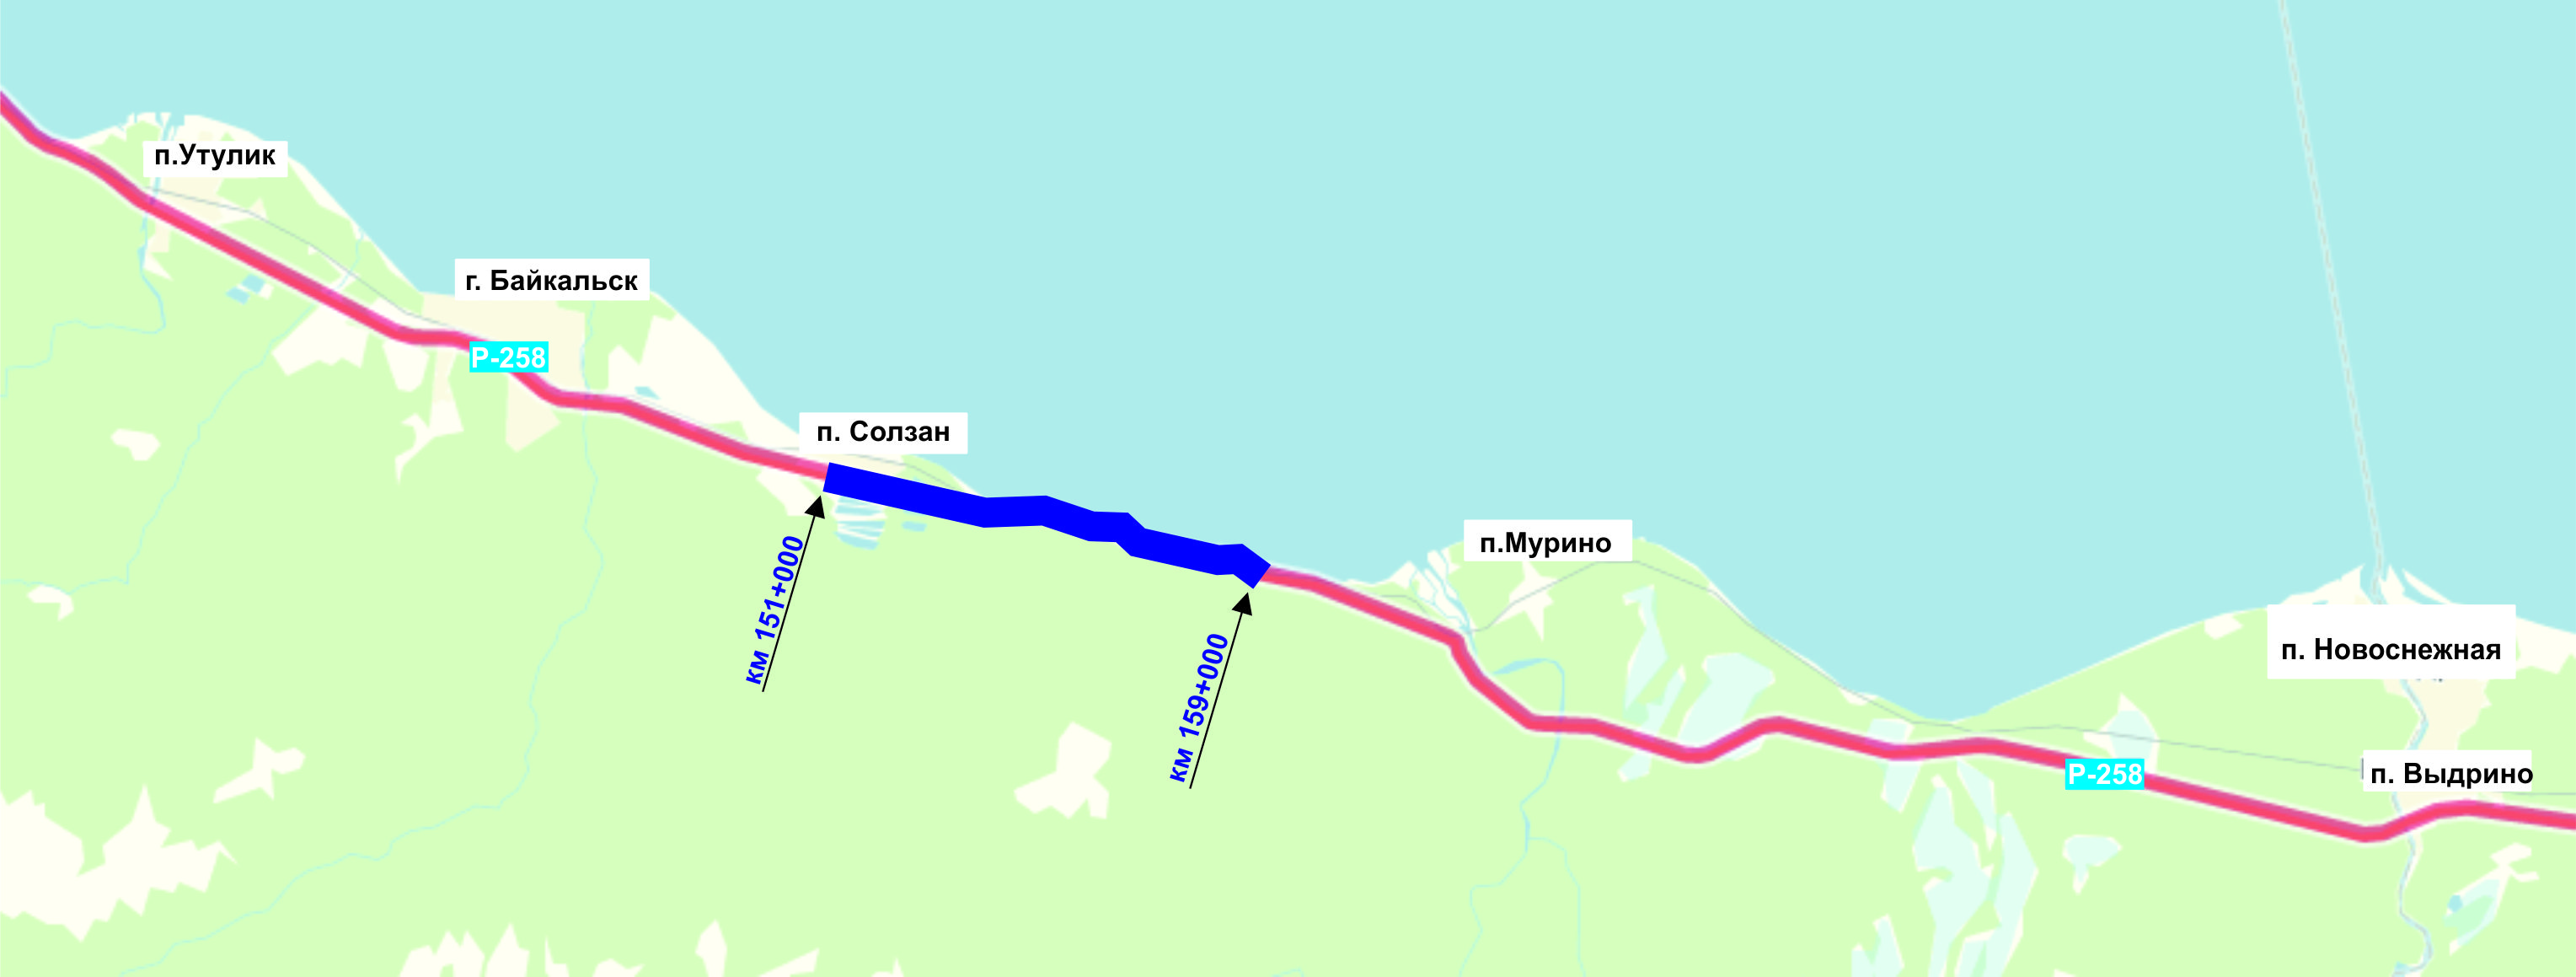 п.Утулик
г. Байкальск
Р-258
п. Солзан
км 151+000
км 159+000
п.Мурино
п. Новоснежная
Р-258
п. Выдрино